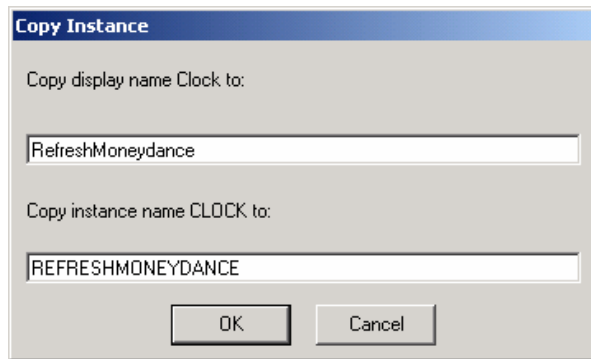 Copy Instance
Copy display name Clock to:
RefreshMoneydance
Copy instance name CLOCK to:
REFRESHMONEYDANCE
OK Cancel